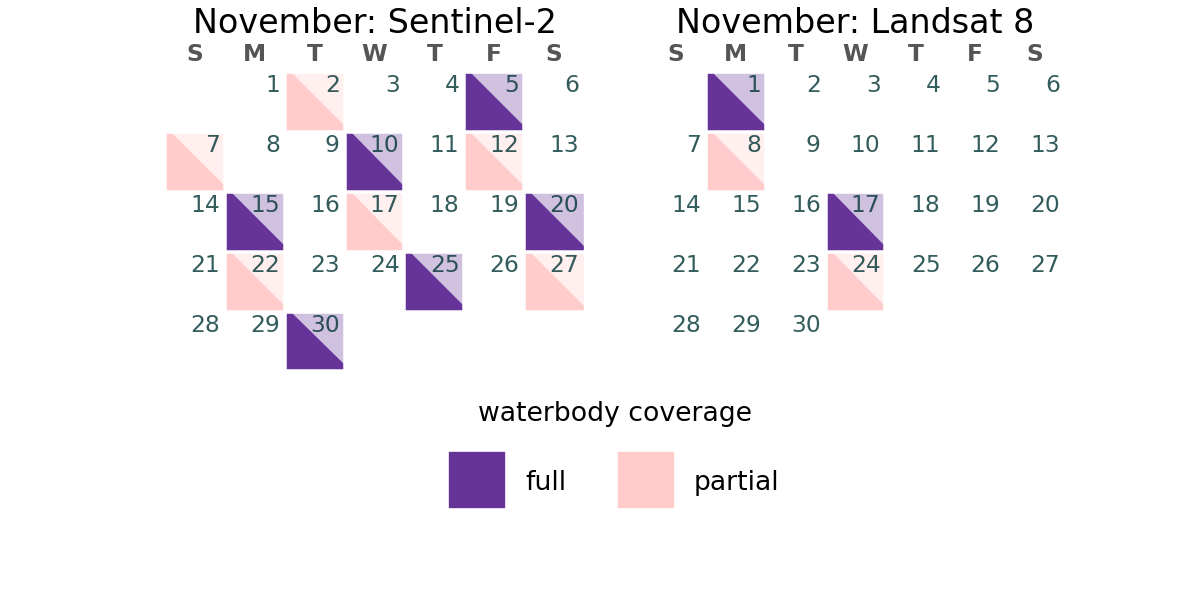 November: Sentinel-2
S M T W T F S
1 2 3 4 5 6
7 8 9 10 11 12 13
14 15 16 17 18 19 20
21 22 23 24 25 26 27
28 29 30
November: Landsat 8
S M T W T F S
1 2 3 4 5 6
7 8 9 10 11 12 13
14 15 16 17 18 19 20
21 22 23 24 25 26 27
28 29 30
waterbody coverage
full partial